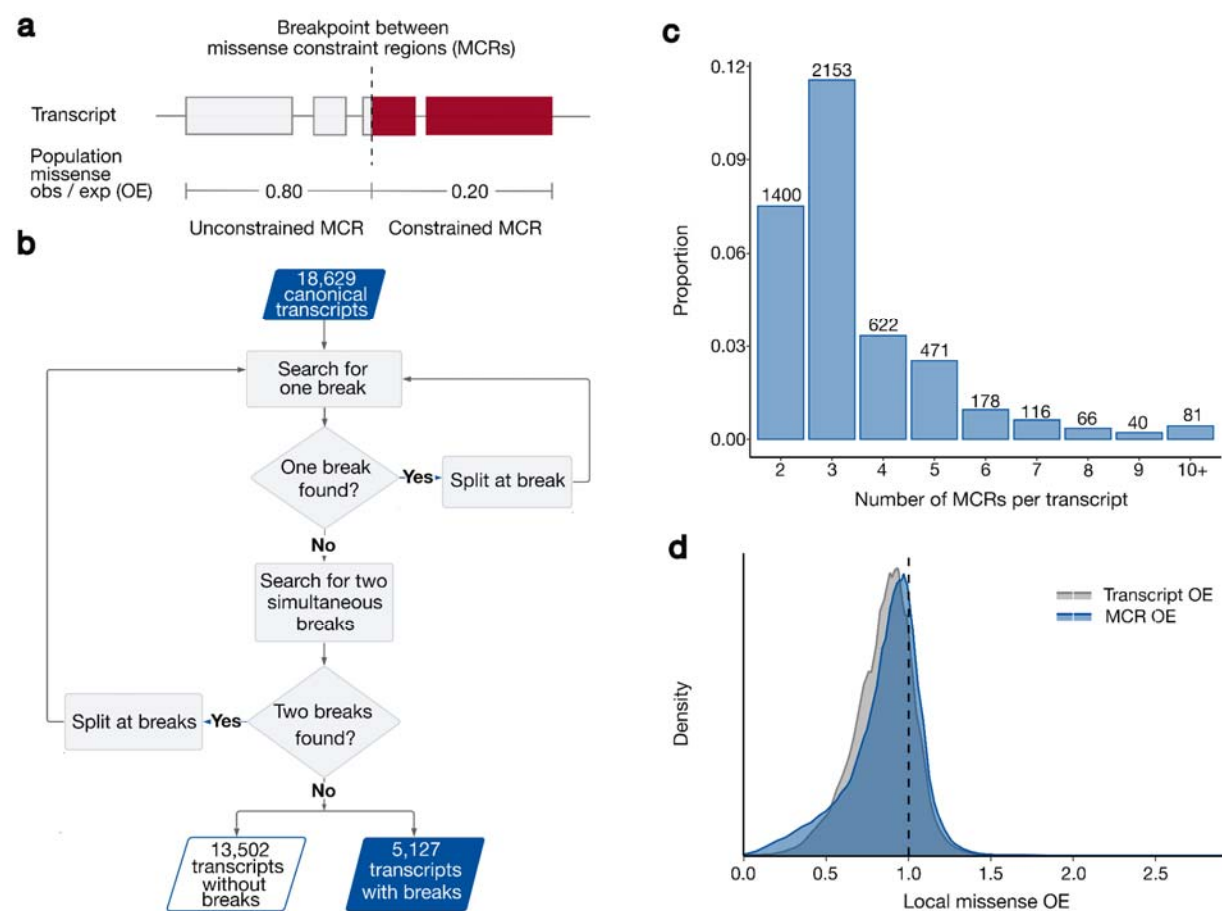 a
Breakpoint between
missense constraint regions (MCRs)
Transcript
Population
missense
obs / exp (OE)
0.80
0.20
Unconstrained MCR
Constrained MCR
b
18,629
canonical
transcripts
Search for
one break
One break
found?
Yes
Split at break
No
Search for two
simultaneous
breaks
Split at breaks
Yes
Two breaks
found?
No
13,502
transcripts
without
breaks
5,127
transcripts
with breaks
c
Proportion
0.12
0.09
0.06
0.03
0.00
1400
2153
622
471
178
116
66
40
81
2 3 4 5 6 7 8 9 10+
Number of MCRs per transcript
d
Density
Transcript OE
MCR OE
0.0 0.5 1.0 1.5 2.0 2.5
Local missense OE